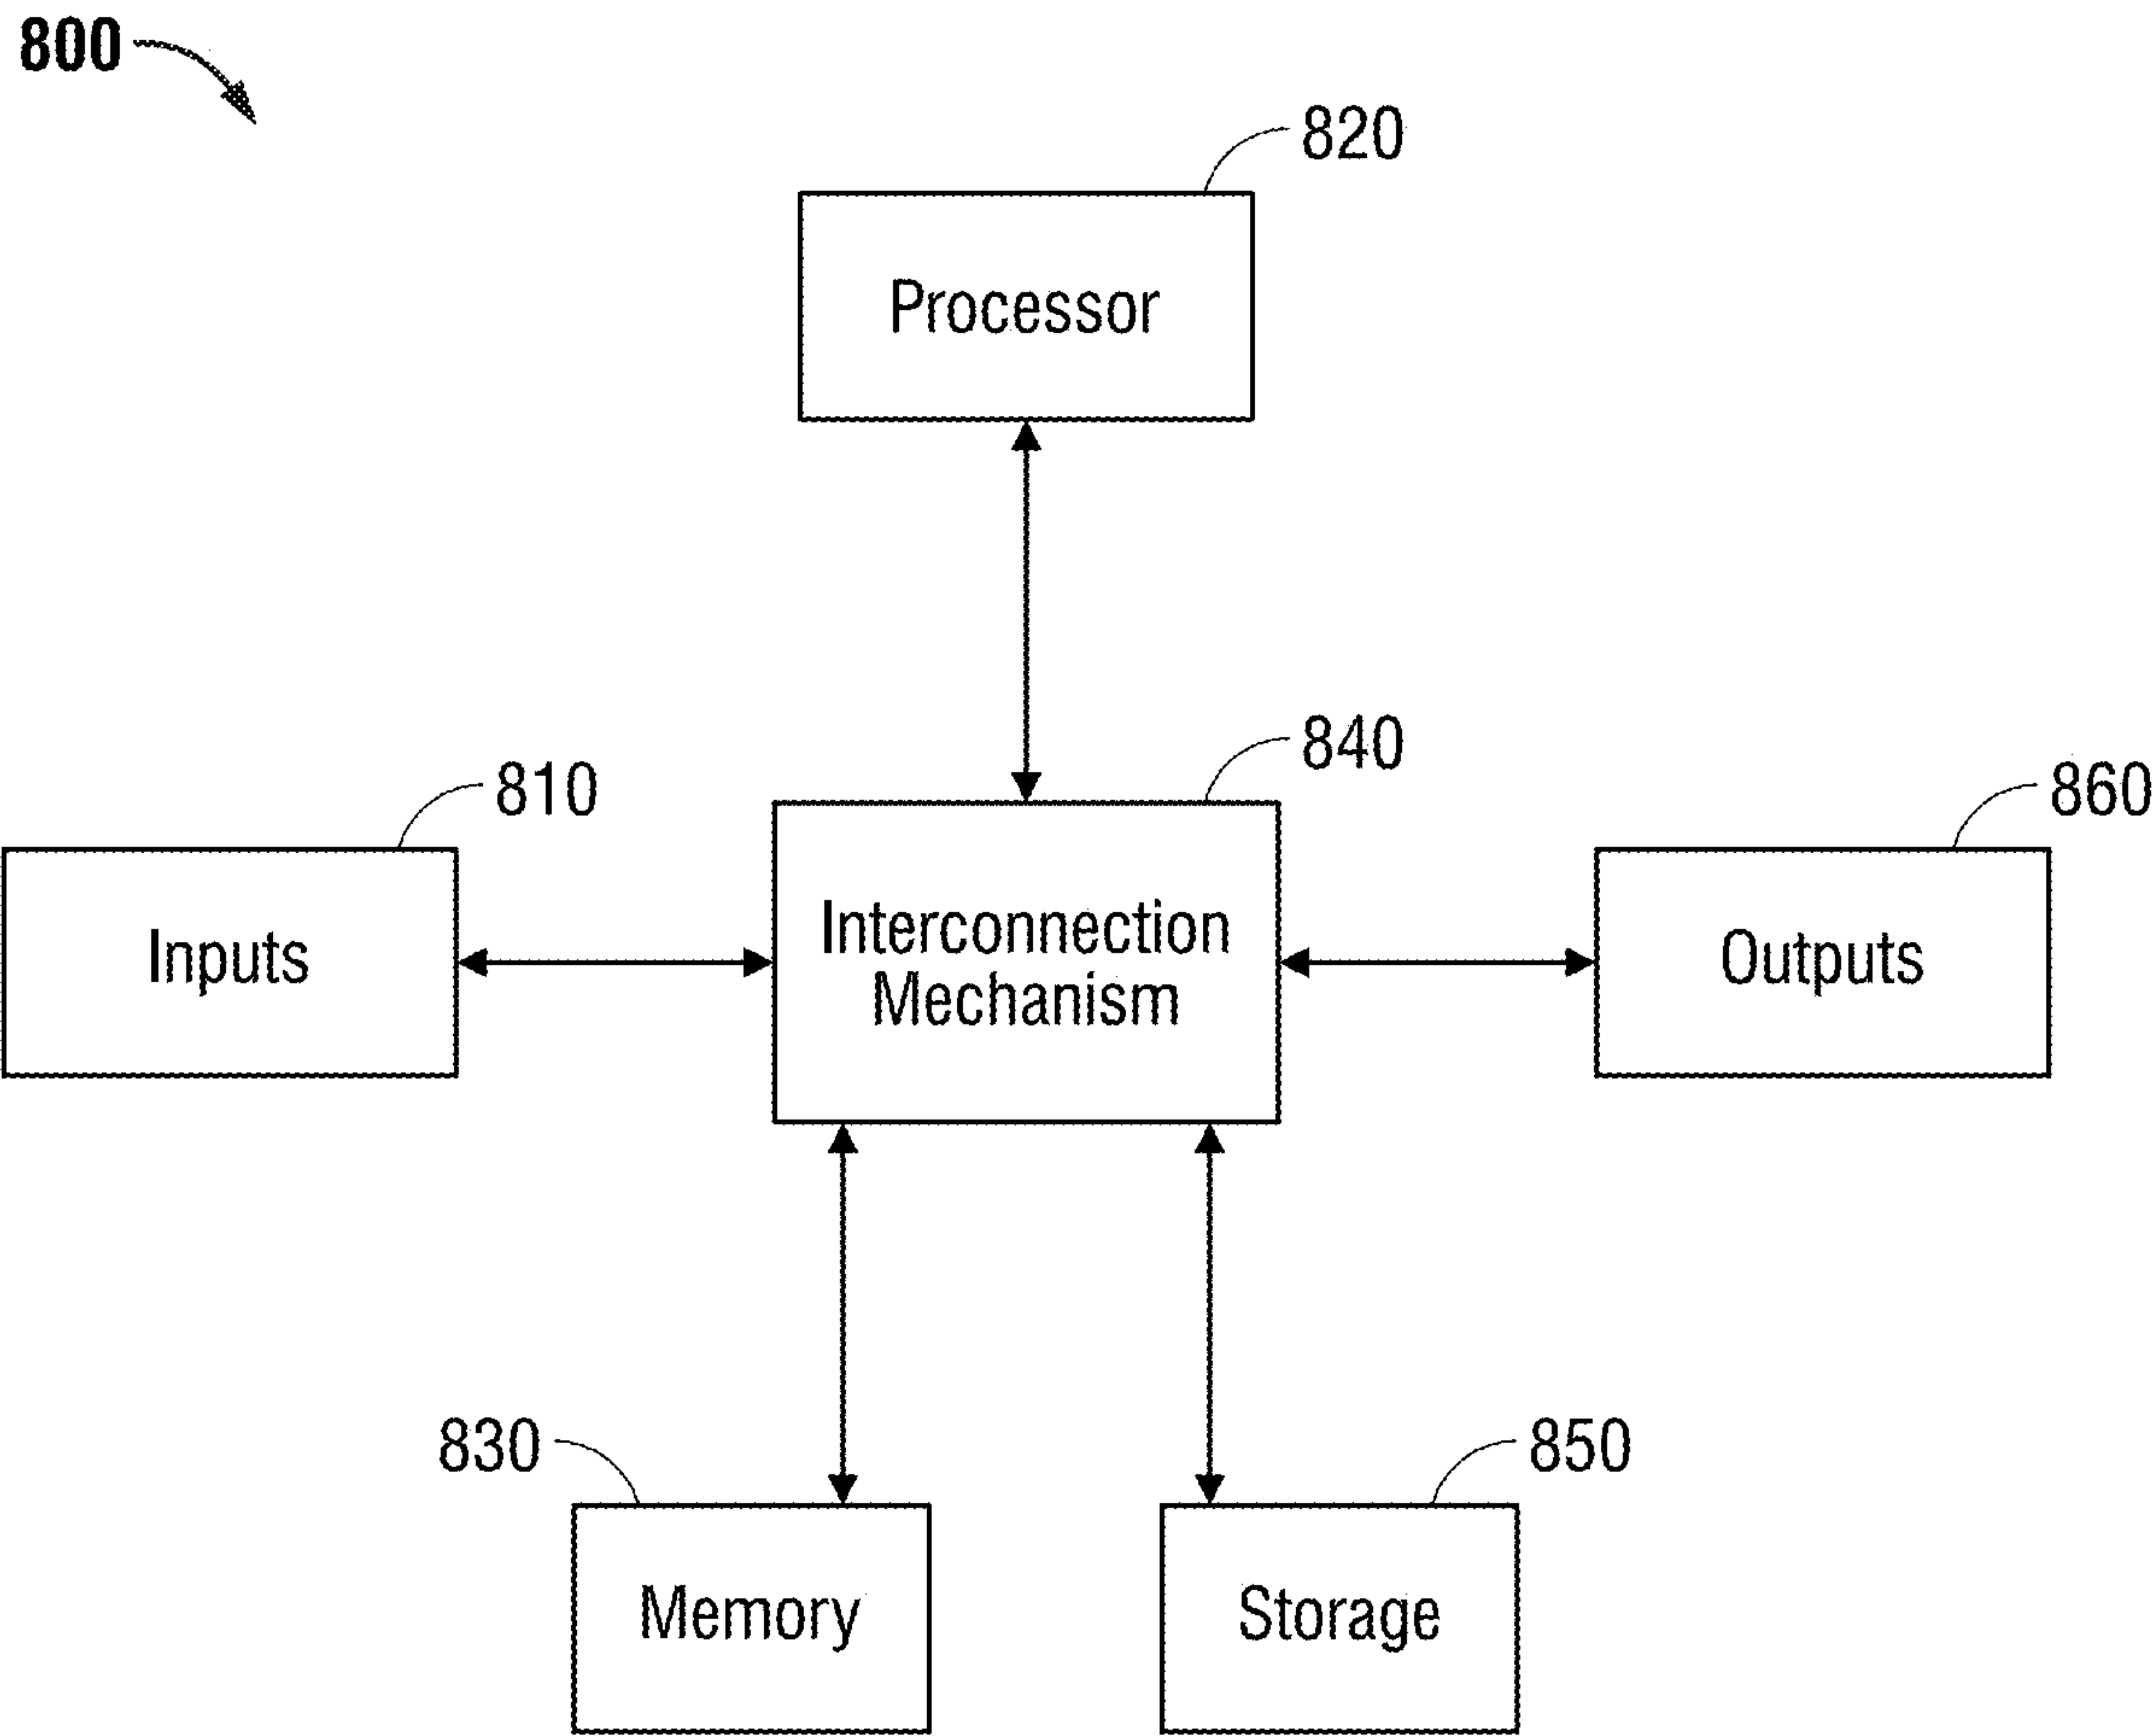 800
820
Processor
840
810
860
Interconnection
Mechanism
Inputs
Outputs
830
850
Memory
Storage